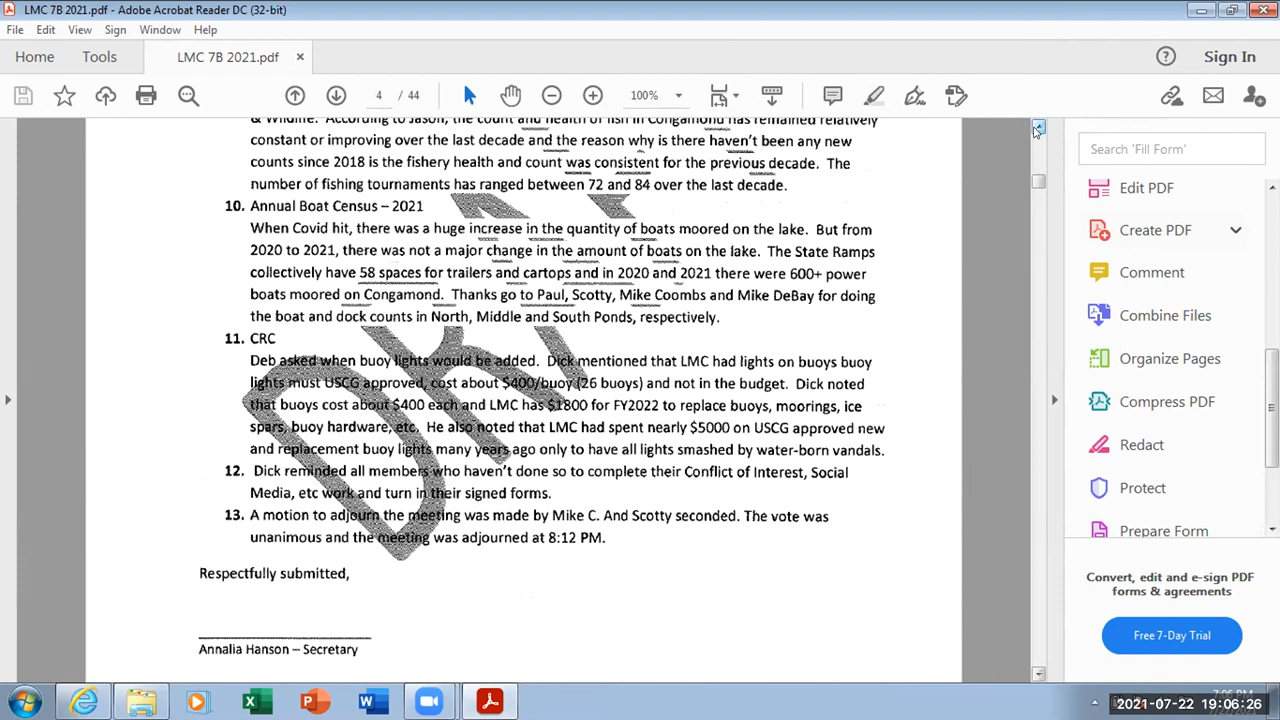 LMC 7B 2021.pdf - Adobe Acrobat Reader DC (32-bit)
File Edit View Sign Window Help
Home Tools LMC 7B 2021.pdf × Sign In
4 / 44 100%
& Wildlife. According to Jason, the count and health of fish in Congamond has remained relatively
constant or improving over the last decade and the reason why is there haven't been any new
counts since 2018 is the fishery health and count was consistent for the previous decade. The
number of fishing tournaments has ranged between 72 and 84 over the last decade.
10. Annual Boat Census – 2021
When Covid hit, there was a huge increase in the quantity of boats moored on the lake. But from
2020 to 2021, there was not a major change in the amount of boats on the lake. The State Ramps
collectively have 58 spaces for trailers and cartops and in 2020 and 2021 there were 600+ power
boats moored on Congamond. Thanks go to Paul, Scotty, Mike Coombs and Mike DeBay for doing
the boat and dock counts in North, Middle and South Ponds, respectively.
11. CRC
Deb asked when buoy lights would be added. Dick mentioned that LMC had lights on buoys buoy
lights must USCG approved, cost about $400/buoy (26 buoys) and not in the budget. Dick noted
that buoys cost about $400 each and LMC has $1800 for FY2022 to replace buoys, moorings, ice
spars, buoy hardware, etc. He also noted that LMC had spent nearly $5000 on USCG approved new
and replacement buoy lights many years ago only to have all lights smashed by water-born vandals.
12. Dick reminded all members who haven't done so to complete their Conflict of Interest, Social
Media, etc work and turn in their signed forms.
13. A motion to adjourn the meeting was made by Mike C. And Scotty seconded. The vote was
unanimous and the meeting was adjourned at 8:12 PM.
Respectfully submitted,
Annalia Hanson – Secretary
Search 'Fill Form'
Edit PDF
Create PDF
Comment
Combine Files
Organize Pages
Compress PDF
Redact
Protect
Prepare Form
Convert, edit and e-sign PDF
forms & agreements
Free 7-Day Trial
2021-07-22 19:06:26